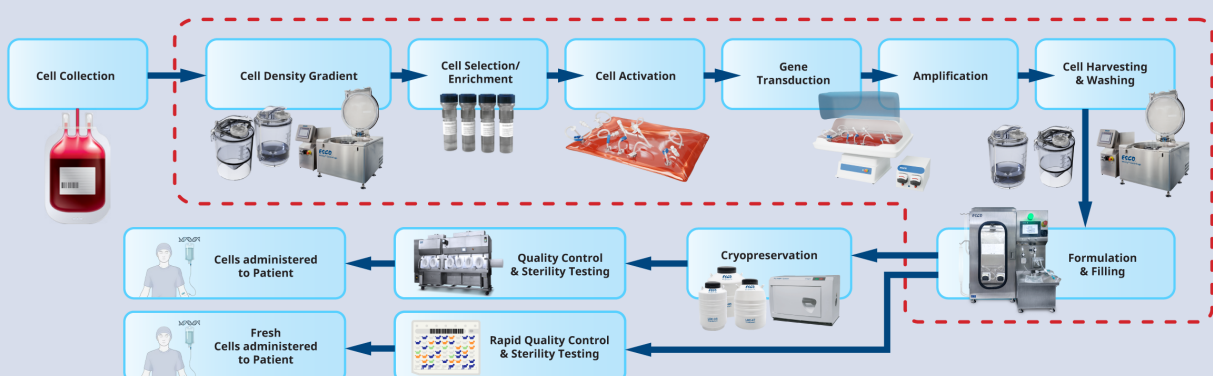 Cell Collection
Cell Density Gradient
Cell Selection/
Enrichment
Cell Activation
Gene
Transduction
Amplification
Cell Harvesting
& Washing
Formulation
& Filling
Cryopreservation
Quality Control
& Sterility Testing
Cells administered
to Patient
Rapid Quality Control
& Sterility Testing
Fresh
Cells administered
to Patient